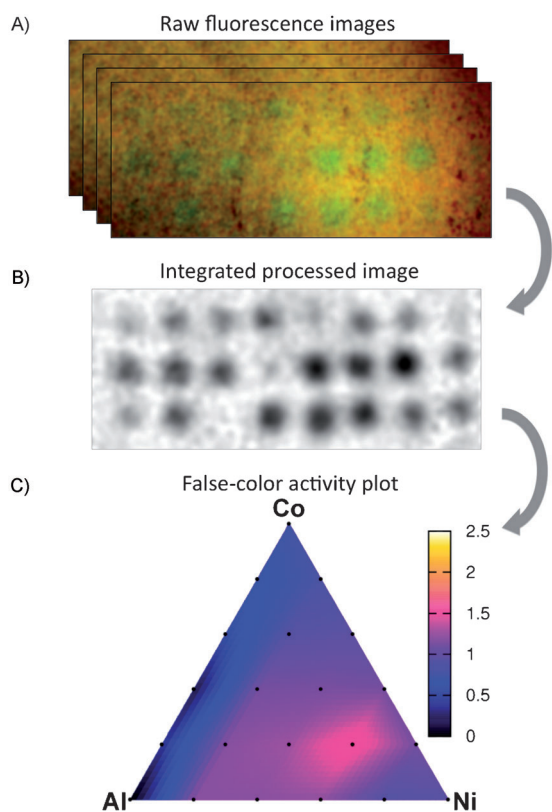 A)
Raw fluorescence images
B)
Integrated processed image
C)
False-color activity plot
Co
2.5
2
1.5
1
0.5
0
Al
Ni